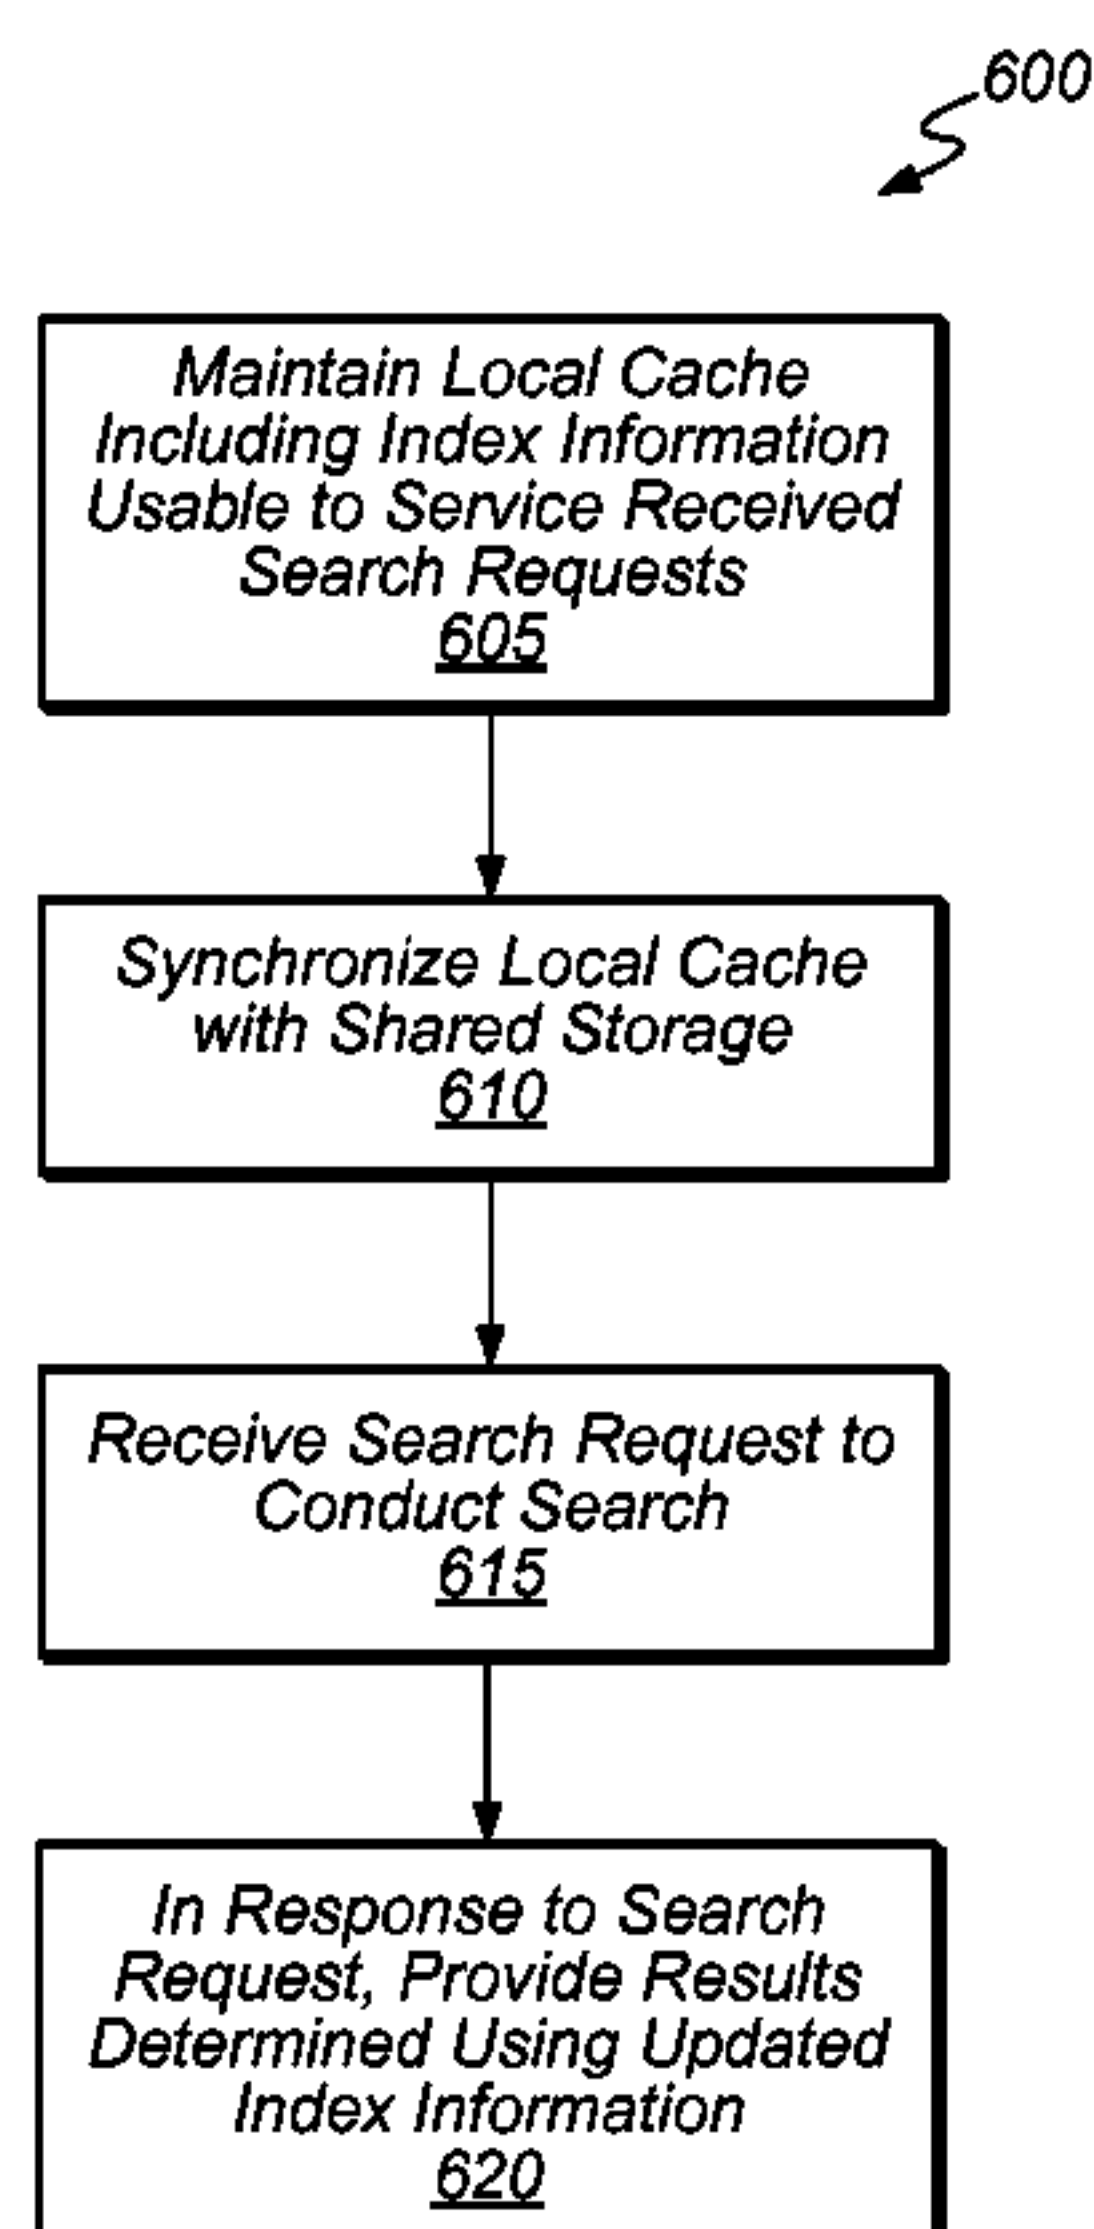 600
Maintain Local Cache
Including Index Information
Usable to Service Received
Search Requests
605
Synchronize Local Cache
with Shared Storage
610
Receive Search Request to
Conduct Search
615
In Response to Search
Request, Provide Results
Determined Using Updated
Index Information
620